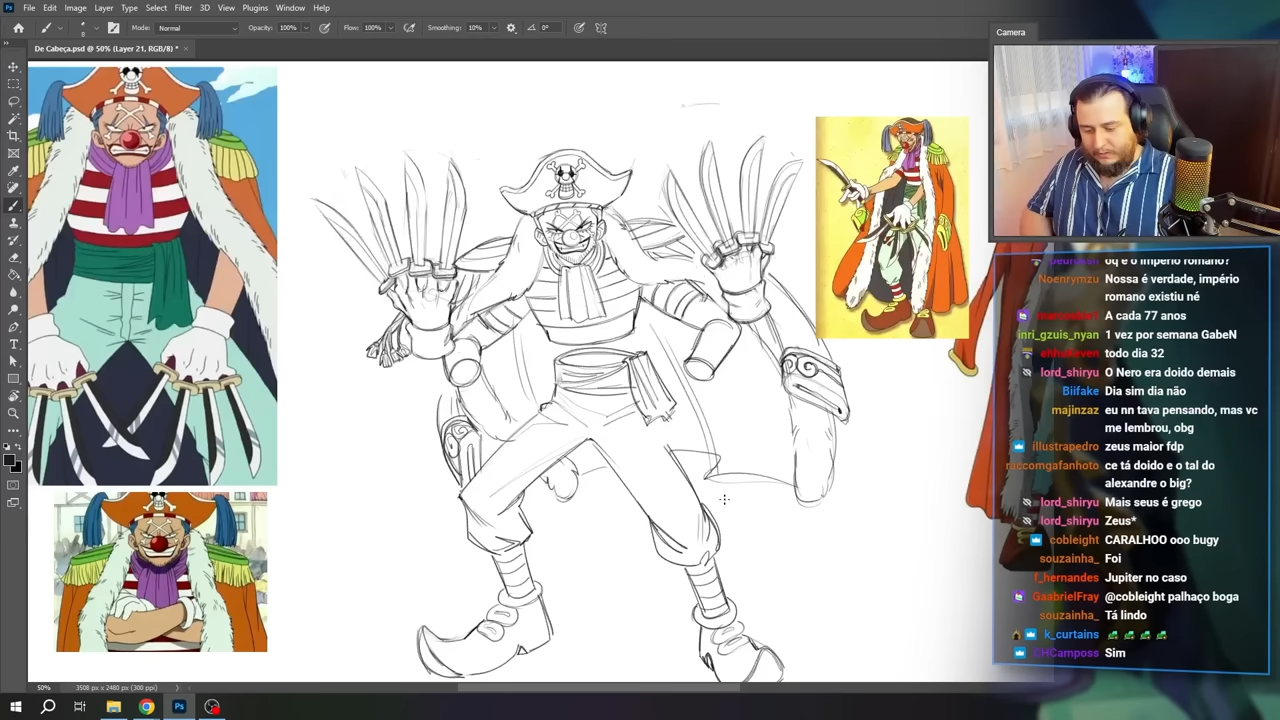 File Edit Image Layer Type Select Filter 3D View Plugins Window Help
Mode: Normal Opacity: 100% Flow: 100% Smoothing: 10% 0°
De Cabeça.psd @ 50% (Layer 21, RGB/8) *
Camera
oq é o império romano?
Noenrymzu Nossa é verdade, império
romano existiu né
A cada 77 anos
inri_gzuis_nyan 1 vez por semana GabeN
todo dia 32
lord_shiryu O Nero era doido demais
Biifake Dia sim dia não
majinzaz eu nn tava pensando, mas vc
me lembrou, obg
illustrapedro zeus maior fdp
raccomgafanhoto ce tá doido e o tal do
alexandre o big?
lord_shiryu Mais seus é grego
lord_shiryu Zeus*
cobleight CARALHOO ooo bugy
souzainha_ Foi
f_hernandes Jupiter no caso
GaabrielFray @cobleight palhaço boga
souzainha_ Tá lindo
k_curtains
CHCamposs Sim
50% 3508 px x 2480 px (300 ppi)